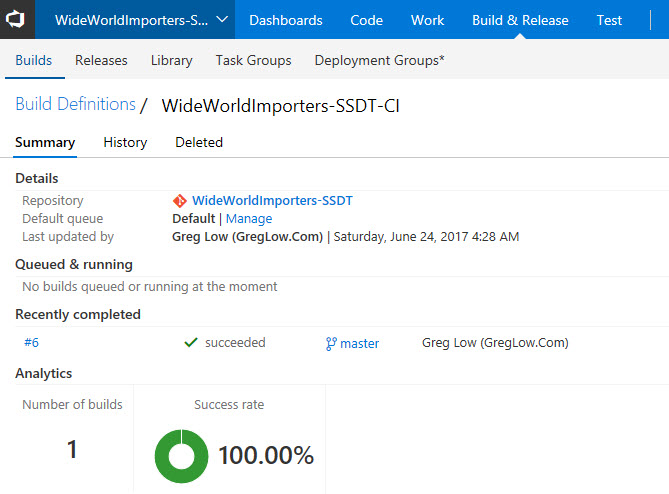 WideWorldImporters-S... Dashboards Code Work Build & Release Test
Builds Releases Library Task Groups Deployment Groups*
Build Definitions / WideWorldImporters-SSDT-CI
Summary History Deleted
Details
Repository WideWorldImporters-SSDT
Default queue Default | Manage
Last updated by Greg Low (GregLow.Com) | Saturday, June 24, 2017 4:28 AM
Queued & running
No builds queued or running at the moment
Recently completed
#6 succeeded master Greg Low (GregLow.Com)
Analytics
Number of builds Success rate
1 100.00%